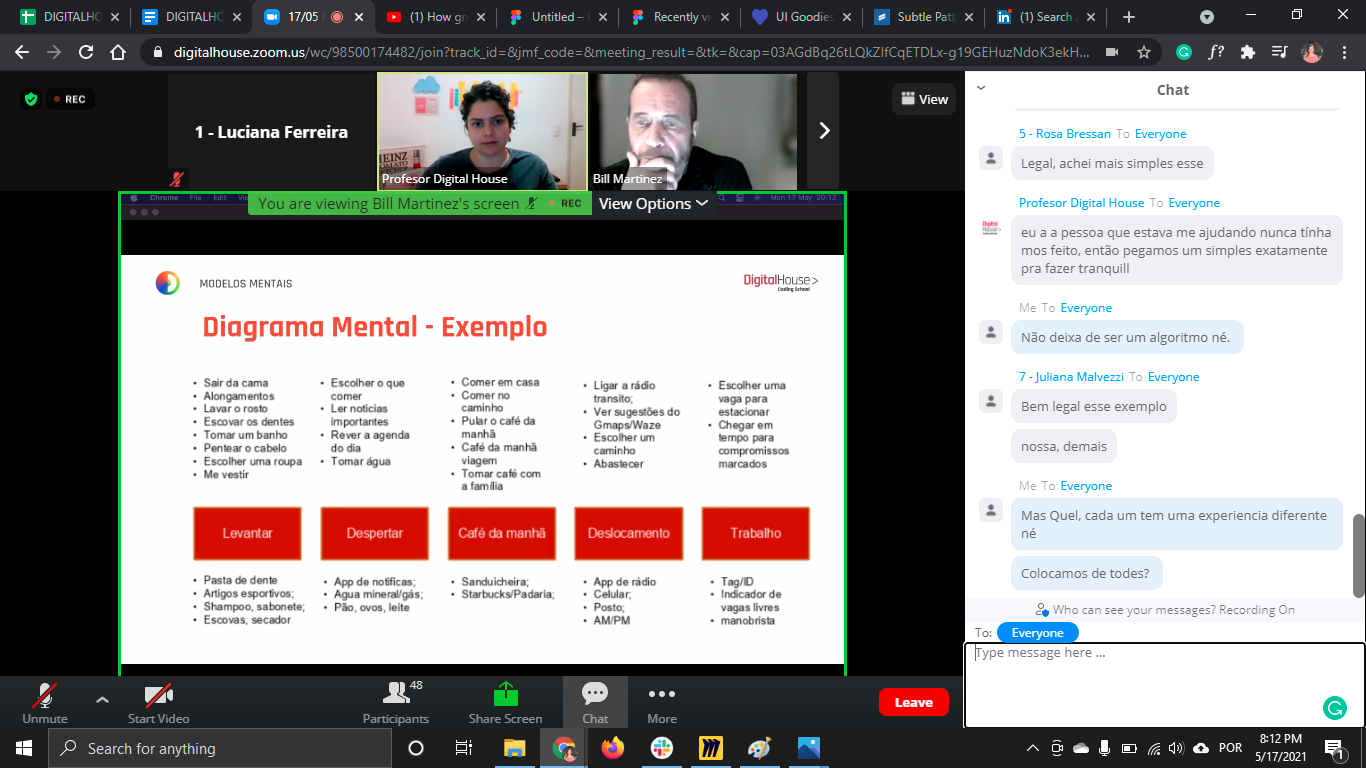 DIGITALHO
DIGITALHO
17/05
(1) How gr
Untitled –
Recently vi
UI Goodies
Subtle Patt
(1) Search
digitalhouse.zoom.us/wc/98500174482/join?track_id=&jmf_code=&meeting_result=&tk=&cap=03AGdBq26tLQkZlfCqETDLx-g19GEHuzNdoK3ekH...
REC
1 - Luciana Ferreira
HEINZ
Profesor Digital House
Bill Martinez
View
Chrome File Edit
You are viewing Bill Martinez's screen
REC
View Options
Mon 17 May 20:12
MODELOS MENTAIS
DigitalHouse>
Coding School
Diagrama Mental - Exemplo
• Sair da cama
• Alongamentos
• Lavar o rosto
• Escovar os dentes
• Tomar um banho
• Pentear o cabelo
• Escolher uma roupa
• Me vestir
• Escolher o que
comer
• Ler noticias
importantes
• Rever a agenda
do dia
• Tomar água
• Comer em casa
• Comer no
caminho
• Pular o café da
manhã
• Café da manhã
viagem
• Tomar café com
a família
• Ligar a rádio
transito;
• Ver sugestões do
Gmaps/Waze
• Escolher um
caminho
• Abastecer
• Escolher uma
vaga para
estacionar
• Chegar em
tempo para
compromissos
marcados
Levantar
Despertar
Café da manhã
Deslocamento
Trabalho
• Pasta de dente
• Artigos esportivos;
• Shampoo, sabonete;
• Escovas, secador
• App de notificas;
• Agua mineral/gás;
• Pão, ovos, leite
• Sanduicheira;
• Starbucks/Padaria;
• App de rádio
• Celular;
• Posto;
• AM/PM
• Tag/ID
• Indicador de
vagas livres
• manobrista
Chat
5 - Rosa Bressan To Everyone
Legal, achei mais simples esse
Profesor Digital House To Everyone
eu a a pessoa que estava me ajudando nunca tínha
mos feito, então pegamos um simples exatamente
pra fazer tranquill
Me To Everyone
Não deixa de ser um algoritmo né.
7 - Juliana Malvezzi To Everyone
Bem legal esse exemplo
nossa, demais
Me To Everyone
Mas Quel, cada um tem uma experiencia diferente
né
Colocamos de todes?
Who can see your messages? Recording On
To: Everyone
Type message here ...
Unmute
Start Video
48
Participants
Share Screen
Chat
More
Leave
Search for anything
POR
8:12 PM
5/17/2021
1